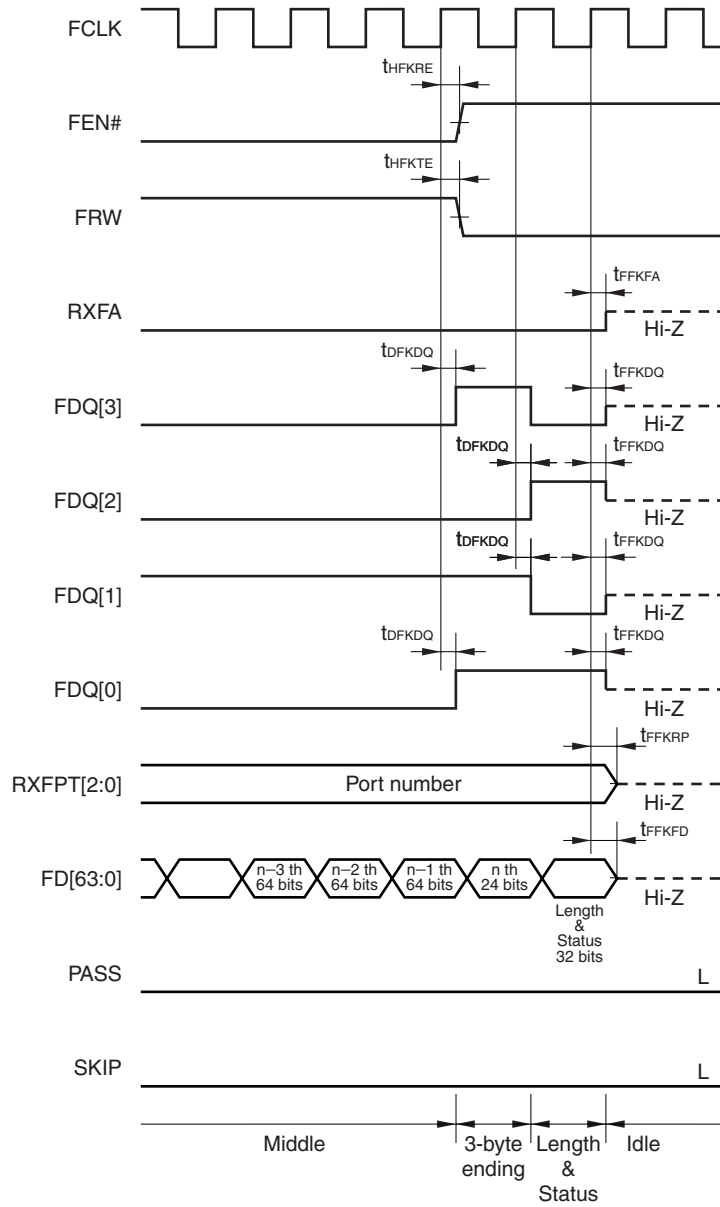 FCLK
tHFKRE
FEN#
tHFKTE
FRW
tFFKFA
RXFA
Hi-Z
tDFKDQ
tFFKDQ
FDQ[3]
Hi-Z
tDFKDQ
tFFKDQ
FDQ[2]
Hi-Z
tDFKDQ
tFFKDQ
FDQ[1]
Hi-Z
tDFKDQ
tFFKDQ
FDQ[0]
Hi-Z
tFFKRP
RXFPT[2:0]
Port number
Hi-Z
tFFKFD
FD[63:0]
n–3 th
64 bits
n–2 th
64 bits
n–1 th
64 bits
n th
24 bits
Length
&
Status
32 bits
Hi-Z
PASS
L
SKIP
L
Middle
3-byte
ending
Length
&
Status
Idle